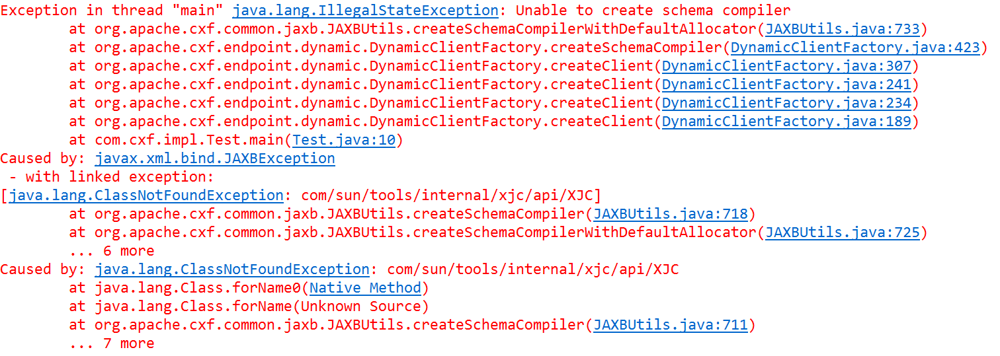 Exception in thread "main" java.lang.IllegalStateException: Unable to create schema compiler
at org.apache.cxf.common.jaxb.JAXBUtils.createSchemaCompilerWithDefaultAllocator(JAXBUtils.java:733)
at org.apache.cxf.endpoint.dynamic.DynamicClientFactory.createSchemaCompiler(DynamicClientFactory.java:423)
at org.apache.cxf.endpoint.dynamic.DynamicClientFactory.createClient(DynamicClientFactory.java:307)
at org.apache.cxf.endpoint.dynamic.DynamicClientFactory.createClient(DynamicClientFactory.java:241)
at org.apache.cxf.endpoint.dynamic.DynamicClientFactory.createClient(DynamicClientFactory.java:234)
at org.apache.cxf.endpoint.dynamic.DynamicClientFactory.createClient(DynamicClientFactory.java:189)
at com.cxf.impl.Test.main(Test.java:10)
Caused by: javax.xml.bind.JAXBException
- with linked exception:
[java.lang.ClassNotFoundException: com/sun/tools/internal/xjc/api/XJC]
at org.apache.cxf.common.jaxb.JAXBUtils.createSchemaCompiler(JAXBUtils.java:718)
at org.apache.cxf.common.jaxb.JAXBUtils.createSchemaCompilerWithDefaultAllocator(JAXBUtils.java:725)
... 6 more
Caused by: java.lang.ClassNotFoundException: com/sun/tools/internal/xjc/api/XJC
at java.lang.Class.forName0(Native Method)
at java.lang.Class.forName(Unknown Source)
at org.apache.cxf.common.jaxb.JAXBUtils.createSchemaCompiler(JAXBUtils.java:711)
... 7 more